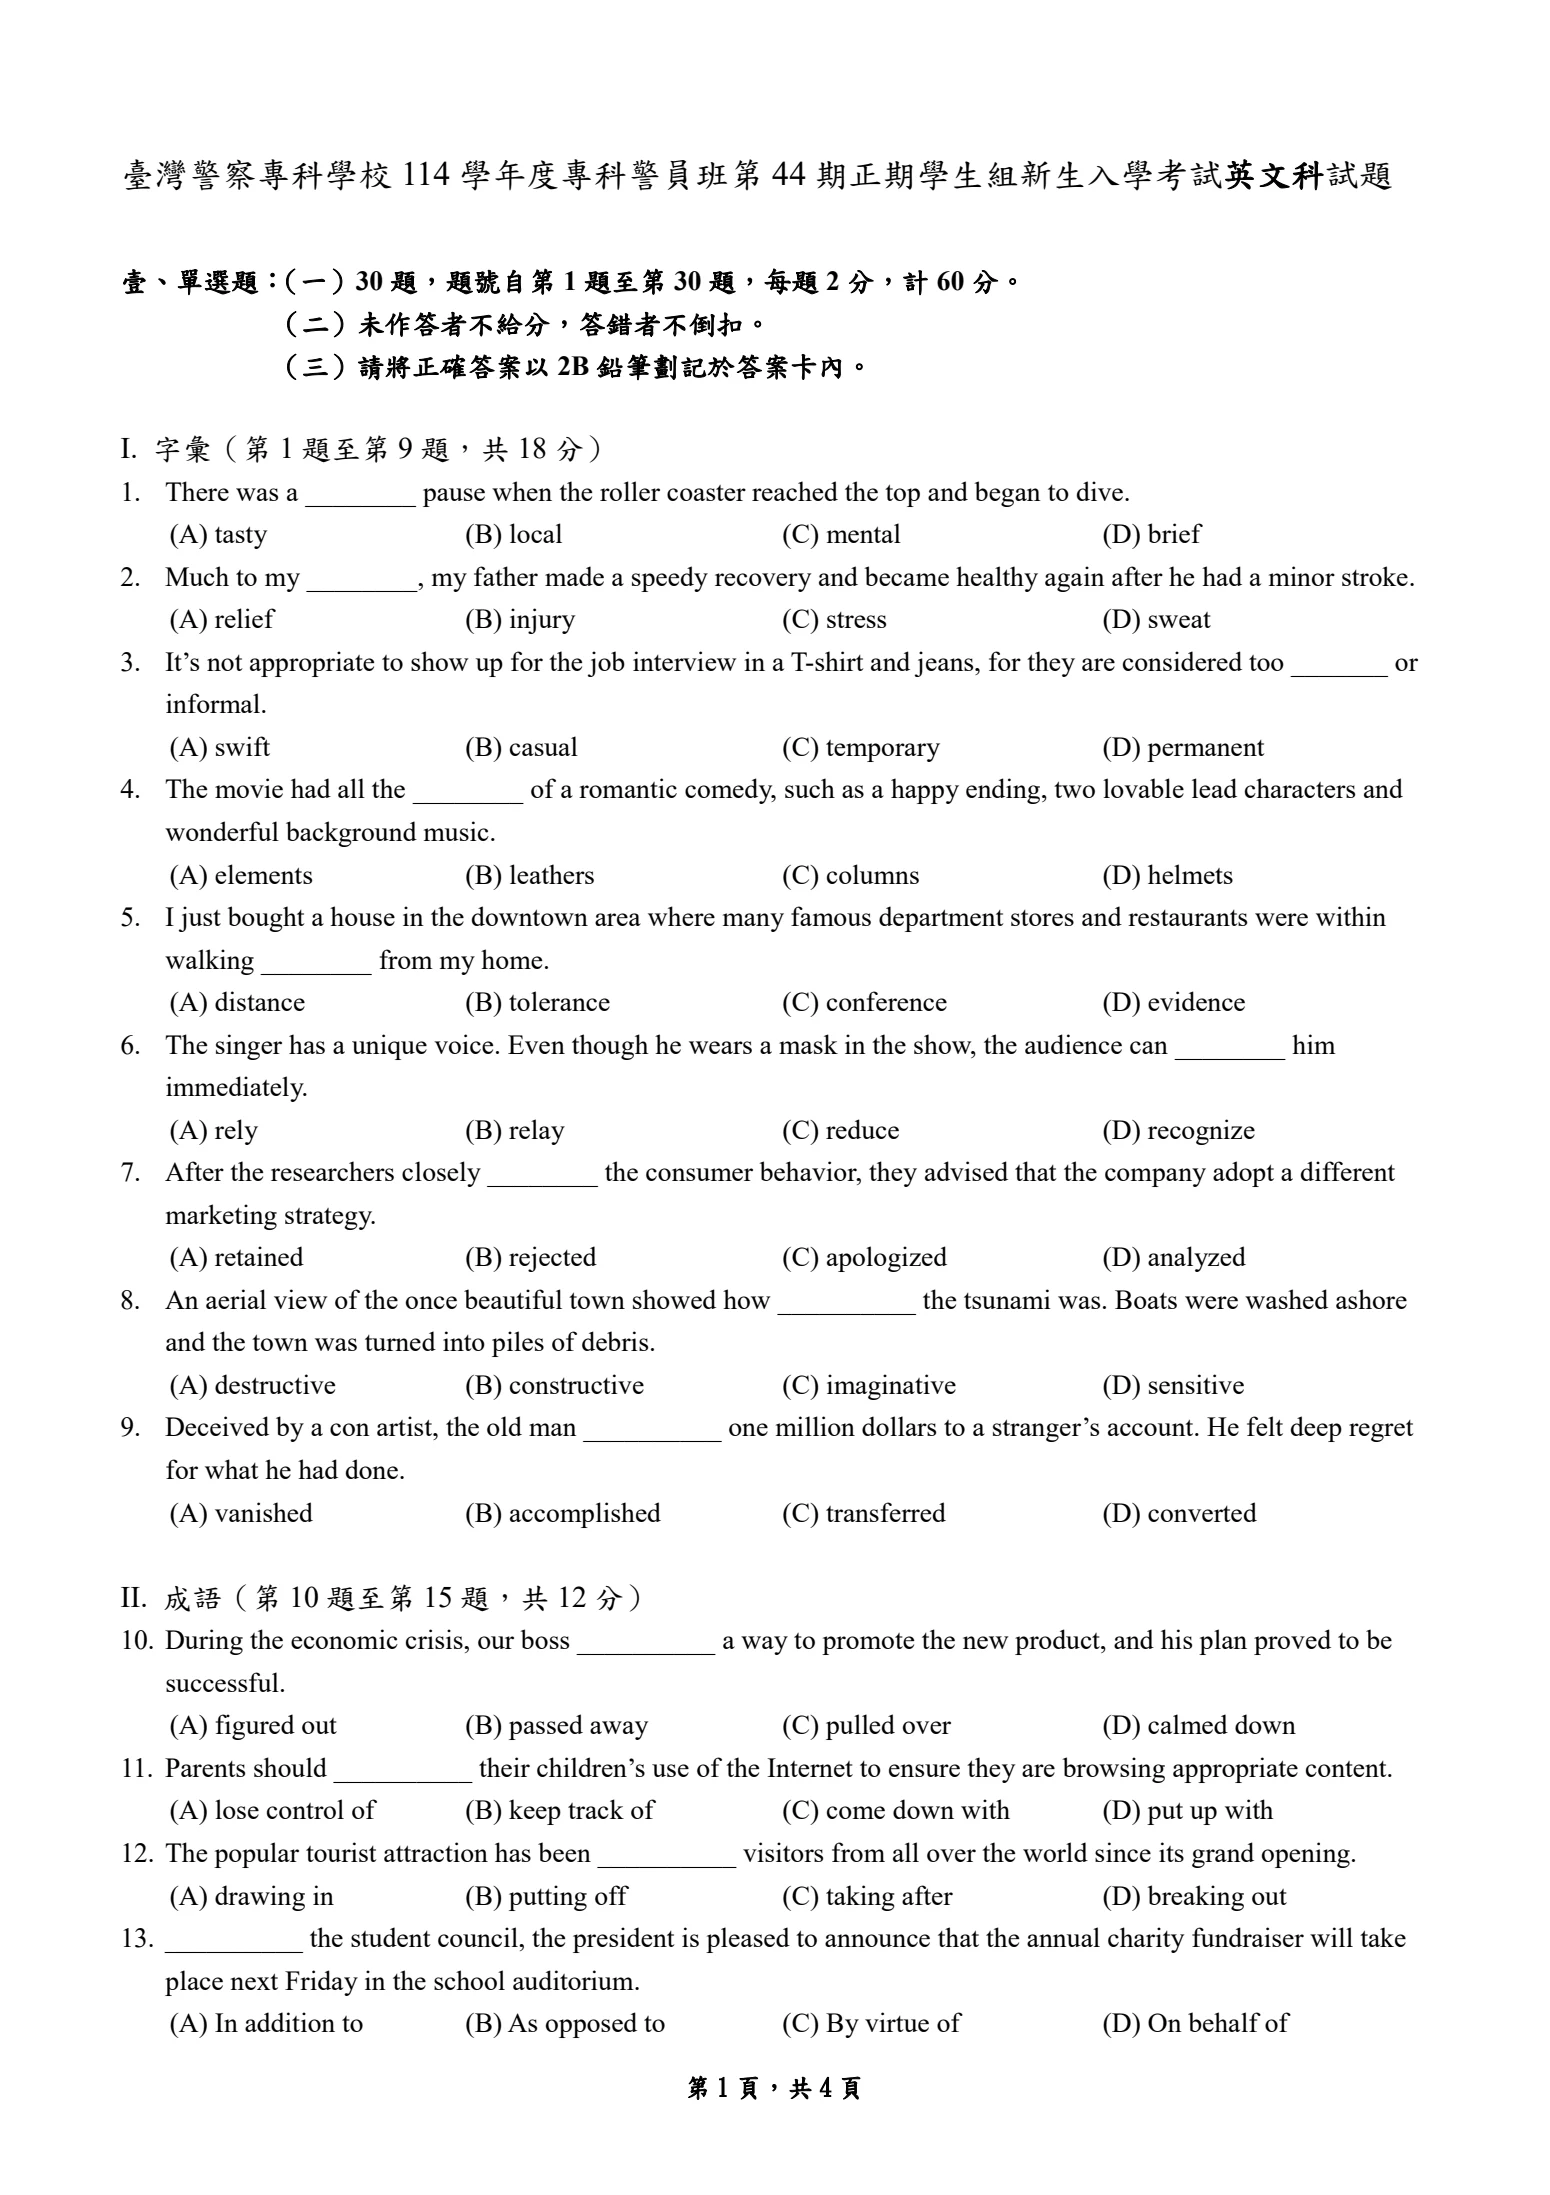 臺灣警察專科學校 114 學年度專科警員班第 44 期正期學生組新生入學考試英文科試題
壹、單選題：（一）30 題，題號自第 1 題至第 30 題，每題 2 分，計 60 分。
（二）未作答者不給分，答錯者不倒扣。
（三）請將正確答案以 2B 鉛筆劃記於答案卡內。
I. 字彙（第 1 題至第 9 題，共 18 分）
1. There was a ________ pause when the roller coaster reached the top and began to dive.
(A) tasty (B) local (C) mental (D) brief
2. Much to my ________, my father made a speedy recovery and became healthy again after he had a minor stroke.
(A) relief (B) injury (C) stress (D) sweat
3. It’s not appropriate to show up for the job interview in a T-shirt and jeans, for they are considered too _______ or
informal.
(A) swift (B) casual (C) temporary (D) permanent
4. The movie had all the ________ of a romantic comedy, such as a happy ending, two lovable lead characters and
wonderful background music.
(A) elements (B) leathers (C) columns (D) helmets
5. I just bought a house in the downtown area where many famous department stores and restaurants were within
walking ________ from my home.
(A) distance (B) tolerance (C) conference (D) evidence
6. The singer has a unique voice. Even though he wears a mask in the show, the audience can ________ him
immediately.
(A) rely (B) relay (C) reduce (D) recognize
7. After the researchers closely ________ the consumer behavior, they advised that the company adopt a different
marketing strategy.
(A) retained (B) rejected (C) apologized (D) analyzed
8. An aerial view of the once beautiful town showed how __________ the tsunami was. Boats were washed ashore
and the town was turned into piles of debris.
(A) destructive (B) constructive (C) imaginative (D) sensitive
9. Deceived by a con artist, the old man __________ one million dollars to a stranger’s account. He felt deep regret
for what he had done.
(A) vanished (B) accomplished (C) transferred (D) converted
II. 成語（第 10 題至第 15 題，共 12 分）
10. During the economic crisis, our boss __________ a way to promote the new product, and his plan proved to be
successful.
(A) figured out (B) passed away (C) pulled over (D) calmed down
11. Parents should __________ their children’s use of the Internet to ensure they are browsing appropriate content.
(A) lose control of (B) keep track of (C) come down with (D) put up with
12. The popular tourist attraction has been __________ visitors from all over the world since its grand opening.
(A) drawing in (B) putting off (C) taking after (D) breaking out
13. __________ the student council, the president is pleased to announce that the annual charity fundraiser will take
place next Friday in the school auditorium.
(A) In addition to (B) As opposed to (C) By virtue of (D) On behalf of
第 1 頁，共 4 頁